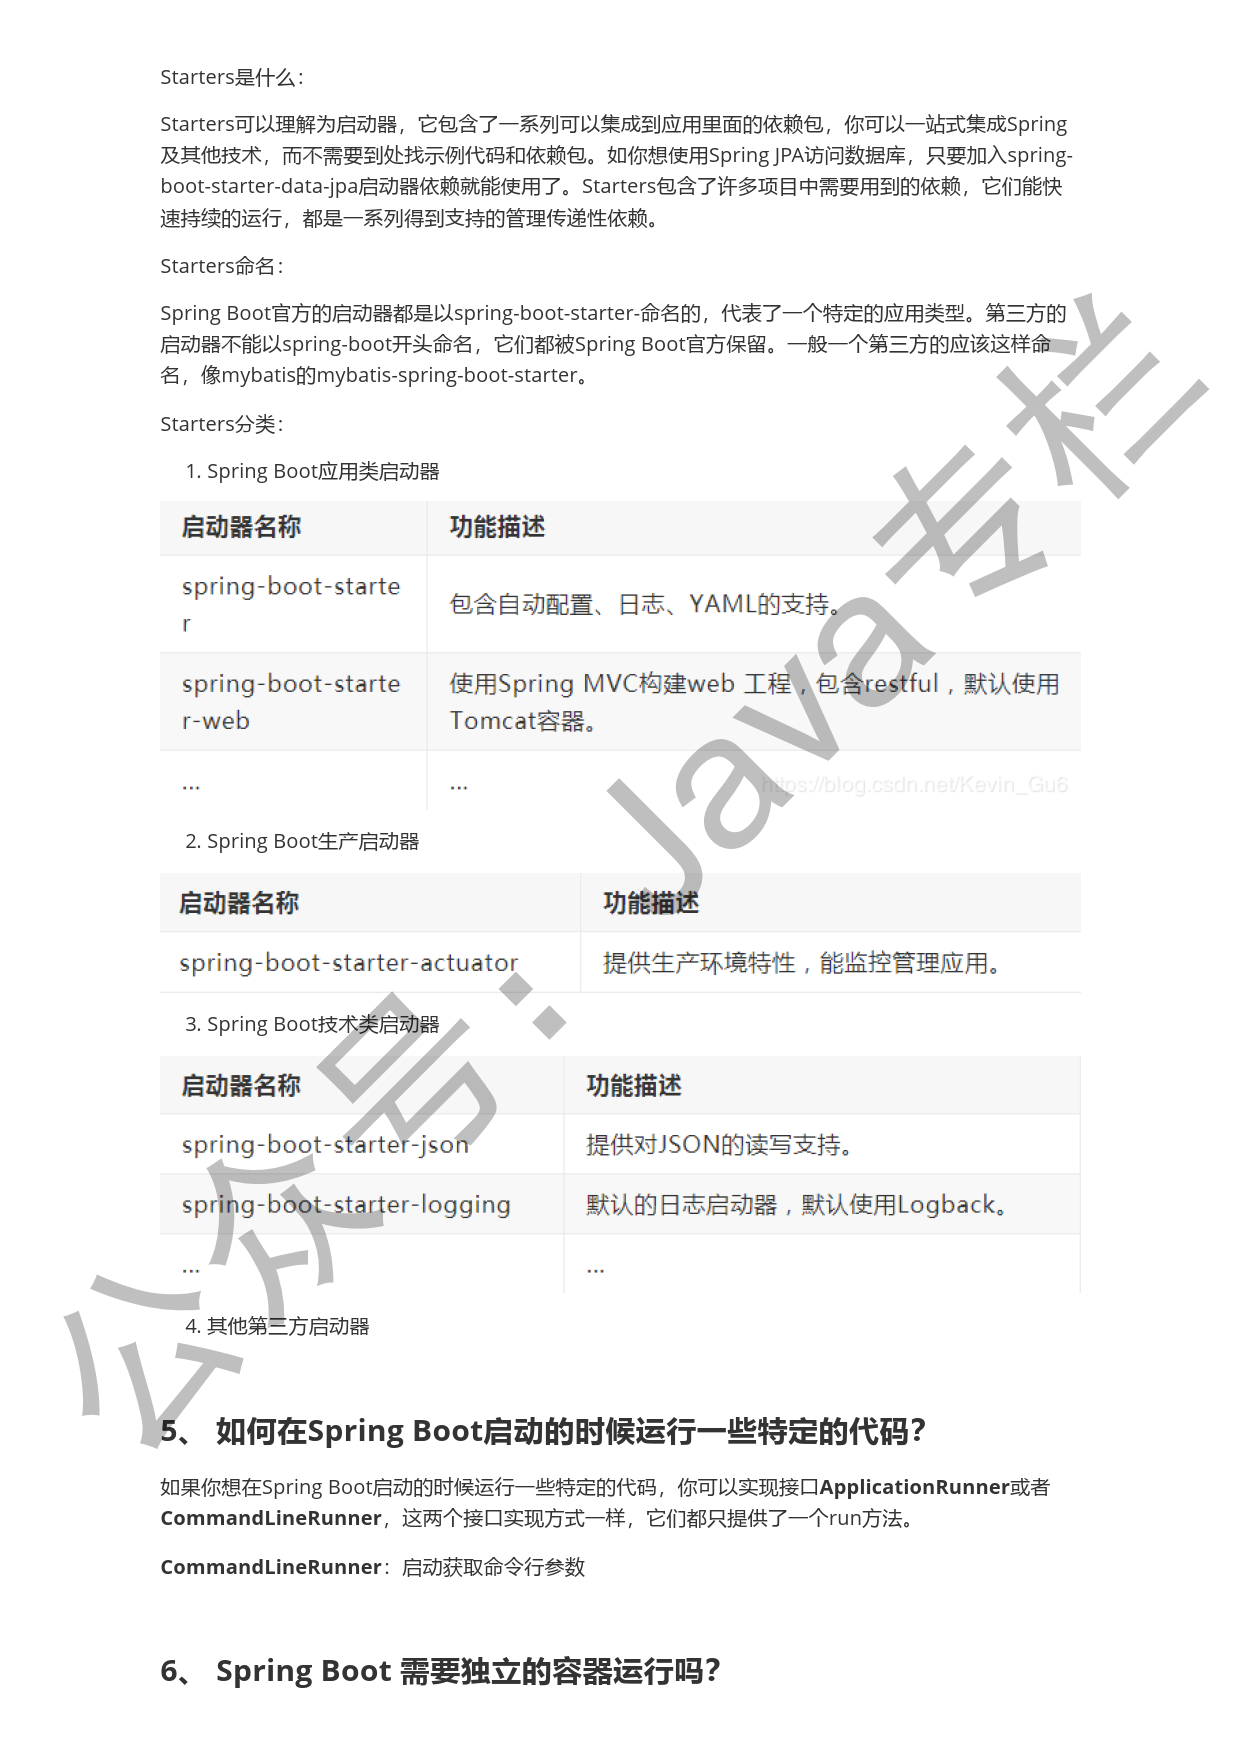 Starters是什么：
Starters可以理解为启动器，它包含了一系列可以集成到应用里面的依赖包，你可以一站式集成Spring
及其他技术，而不需要到处找示例代码和依赖包。如你想使用Spring JPA访问数据库，只要加入spring-
boot-starter-data-jpa启动器依赖就能使用了。Starters包含了许多项目中需要用到的依赖，它们能快
速持续的运行，都是一系列得到支持的管理传递性依赖。
Starters命名：
Spring Boot官方的启动器都是以spring-boot-starter-命名的，代表了一个特定的应用类型。第三方的
启动器不能以spring-boot开头命名，它们都被Spring Boot官方保留。一般一个第三方的应该这样命
名，像mybatis的mybatis-spring-boot-starter。
Starters分类：
1. Spring Boot应用类启动器
启动器名称 功能描述
spring-boot-starte
r
包含自动配置、日志、YAML的支持。
spring-boot-starte
r-web
使用Spring MVC构建web 工程，包含restful，默认使用
Tomcat容器。
... ...
https://blog.csdn.net/Kevin_Gu6
2. Spring Boot生产启动器
启动器名称 功能描述
spring-boot-starter-actuator 提供生产环境特性，能监控管理应用。
3. Spring Boot技术类启动器
启动器名称 功能描述
spring-boot-starter-json 提供对JSON的读写支持。
spring-boot-starter-logging 默认的日志启动器，默认使用Logback。
... ...
4. 其他第三方启动器
5、 如何在Spring Boot启动的时候运行一些特定的代码？
如果你想在Spring Boot启动的时候运行一些特定的代码，你可以实现接口ApplicationRunner或者
CommandLineRunner，这两个接口实现方式一样，它们都只提供了一个run方法。
CommandLineRunner：启动获取命令行参数
6、 Spring Boot 需要独立的容器运行吗？
公众号：Java专栏